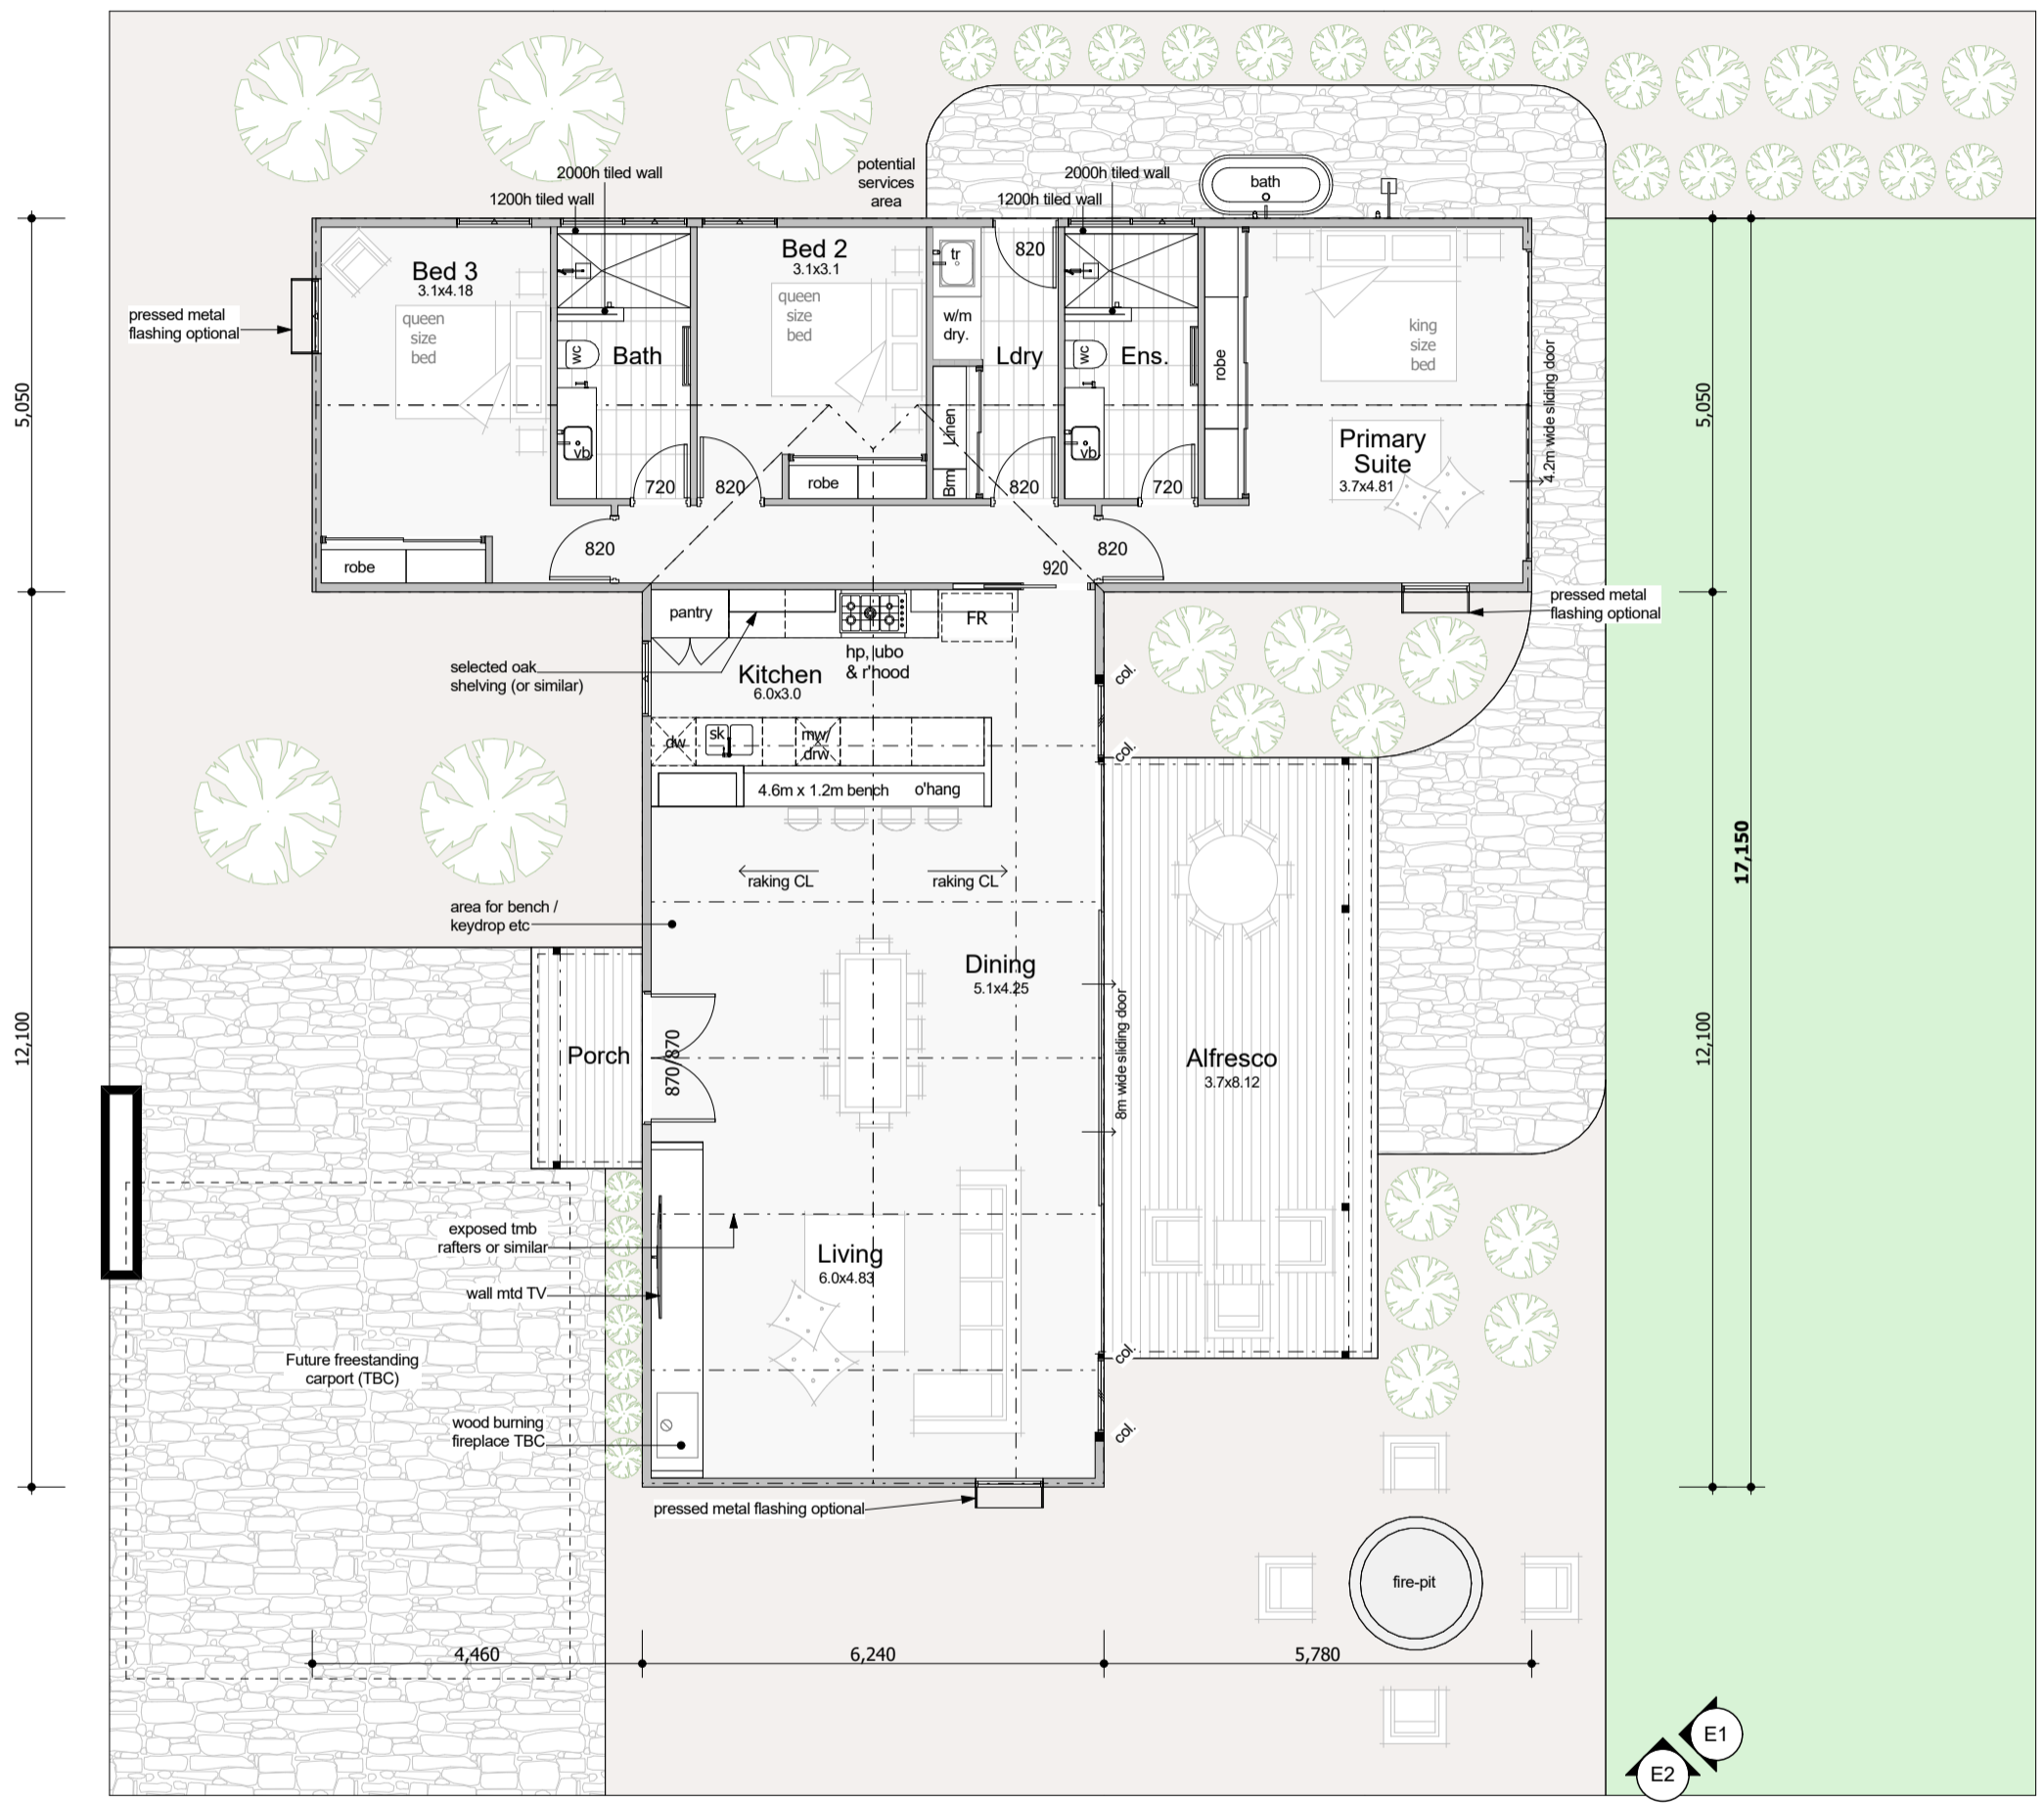 potential
services
area
2000h tiled wall
1200h tiled wall
2000h tiled wall
1200h tiled wall
bath
Bed 3
3.1x4.18
queen
size
bed
Bath
wc
vb
Bed 2
3.1x3.1
queen
size
bed
tr
w/m
dry.
Ldry
820
Linen
Brm
Ens.
wc
vb
robe
king
size
bed
Primary
Suite
3.7x4.81
4.2m wide sliding door
pressed metal
flashing optional
720
820
robe
820
720
robe
820
820
920
5,050
5,050
pressed metal
flashing optional
pantry
FR
hp, ubo
& r'hood
Kitchen
6.0x3.0
selected oak
shelving (or similar)
col.
col.
dw
sk
mw/
drw
4.6m x 1.2m bench
o'hang
raking CL
raking CL
area for bench /
keydrop etc
Dining
5.1x4.25
8m wide sliding door
Porch
870/870
Alfresco
3.7x8.12
12,100
12,100
17,150
exposed tmb
rafters or similar
Living
6.0x4.83
wall mtd TV
Future freestanding
carport (TBC)
wood burning
fireplace TBC
col.
col.
pressed metal flashing optional
fire-pit
4,460
6,240
5,780
E1
E2